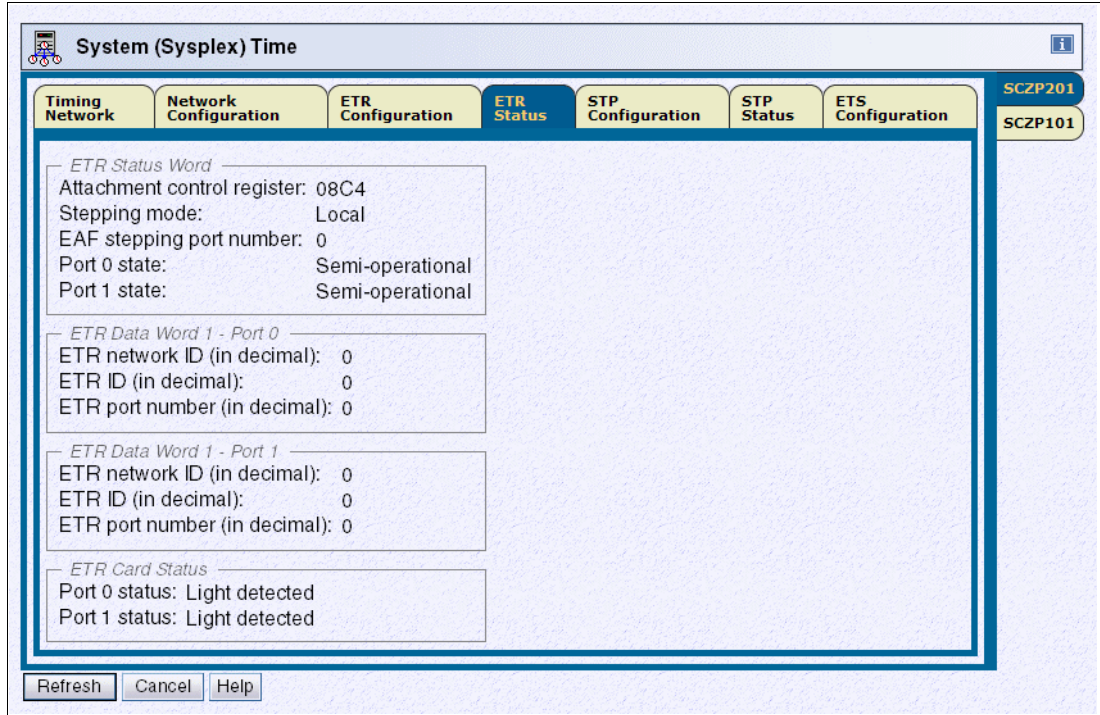 System (Sysplex) Time
i
Timing Network
Network Configuration
ETR Configuration
ETR Status
STP Configuration
STP Status
ETS Configuration
SCZP201
SCZP101
ETR Status Word
Attachment control register: 08C4
Stepping mode: Local
EAF stepping port number: 0
Port 0 state: Semi-operational
Port 1 state: Semi-operational
ETR Data Word 1 - Port 0
ETR network ID (in decimal): 0
ETR ID (in decimal): 0
ETR port number (in decimal): 0
ETR Data Word 1 - Port 1
ETR network ID (in decimal): 0
ETR ID (in decimal): 0
ETR port number (in decimal): 0
ETR Card Status
Port 0 status: Light detected
Port 1 status: Light detected
Refresh Cancel Help